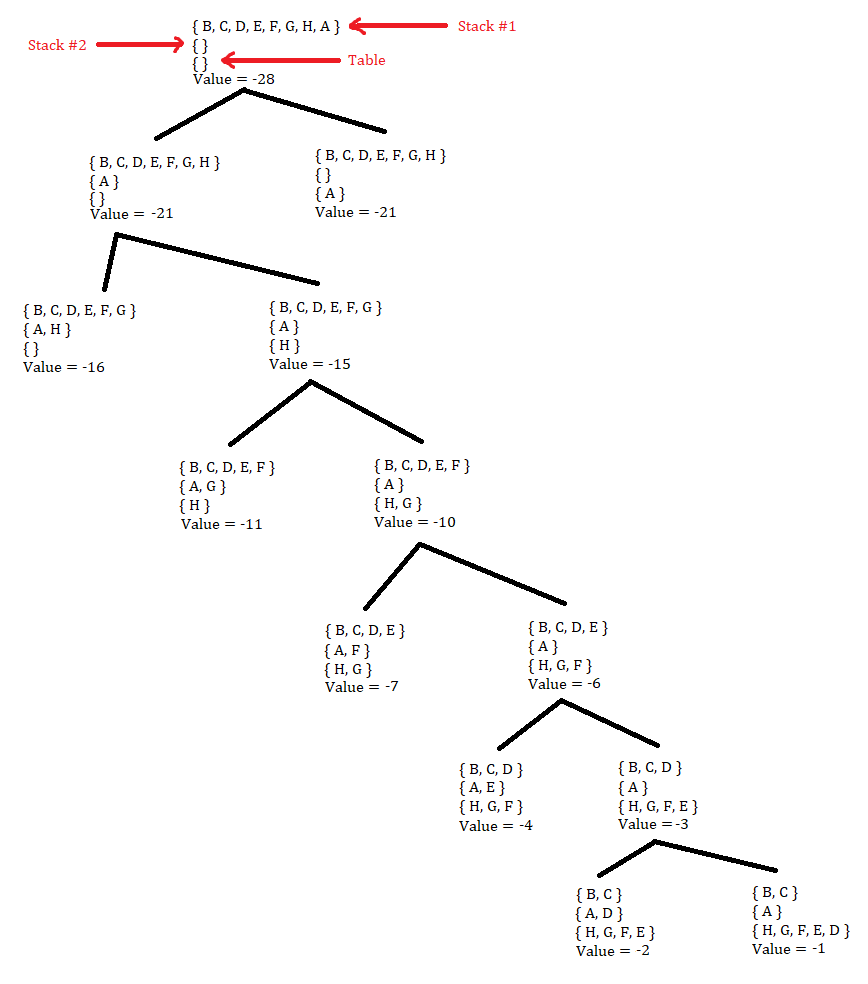 { B, C, D, E, F, G, H, A }
Stack #1
Stack #2
{ }
{ }
Table
Value = -28
{ B, C, D, E, F, G, H }
{ A }
{ }
Value = -21
{ B, C, D, E, F, G, H }
{ }
{ A }
Value = -21
{ B, C, D, E, F, G }
{ A, H }
{ }
Value = -16
{ B, C, D, E, F, G }
{ A }
{ H }
Value = -15
{ B, C, D, E, F }
{ A, G }
{ H }
Value = -11
{ B, C, D, E, F }
{ A }
{ H, G }
Value = -10
{ B, C, D, E }
{ A, F }
{ H, G }
Value = -7
{ B, C, D, E }
{ A }
{ H, G, F }
Value = -6
{ B, C, D }
{ A, E }
{ H, G, F }
Value = -4
{ B, C, D }
{ A }
{ H, G, F, E }
Value = -3
{ B, C }
{ A, D }
{ H, G, F, E }
Value = -2
{ B, C }
{ A }
{ H, G, F, E, D }
Value = -1